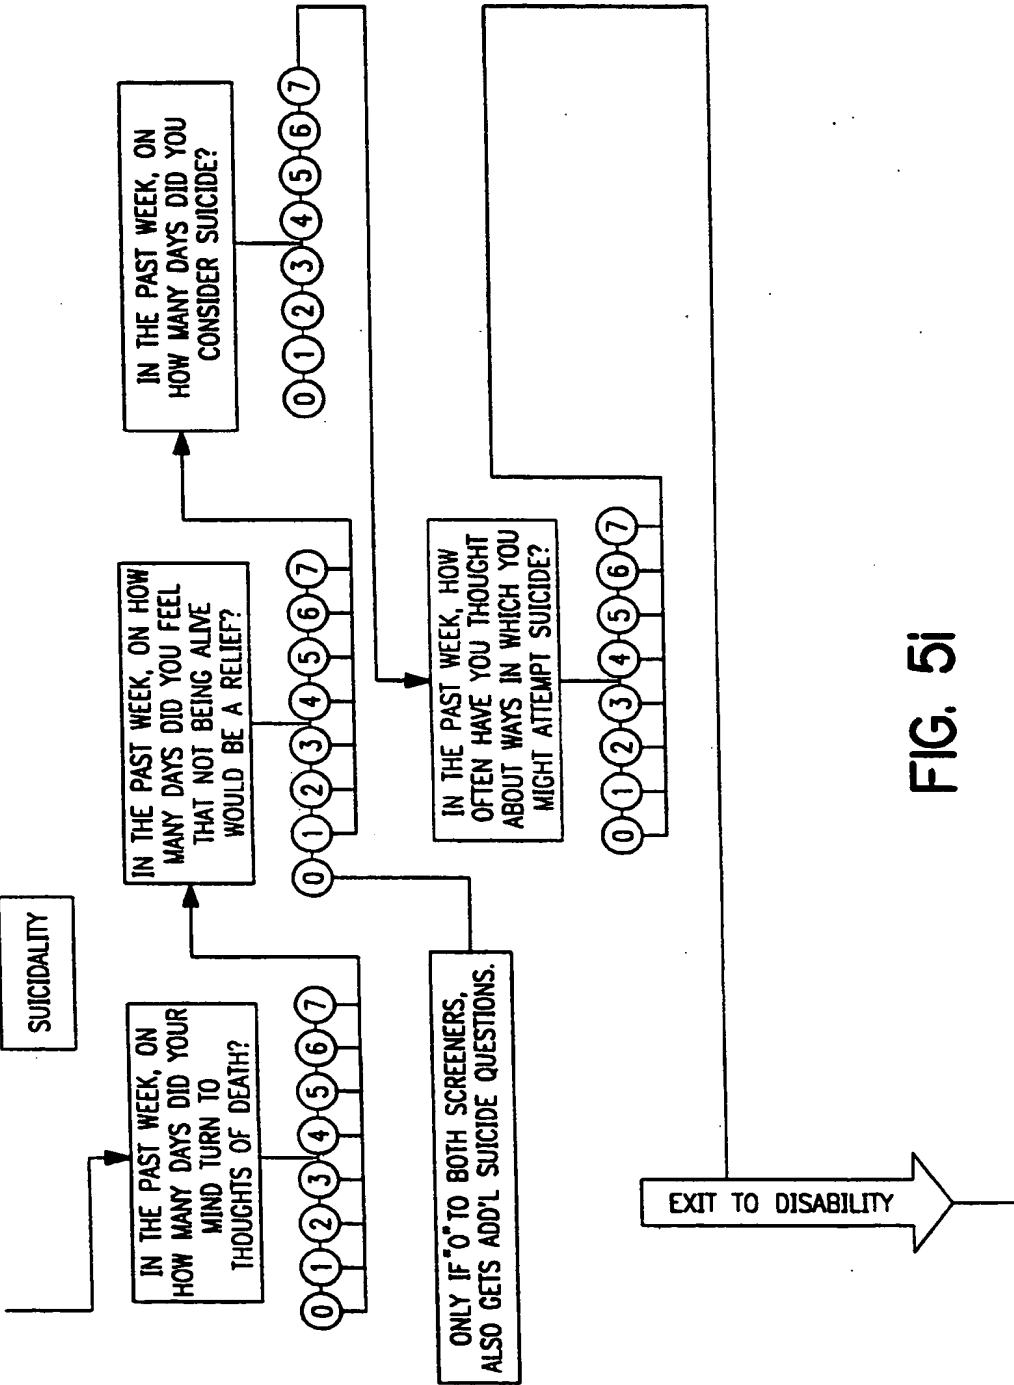 SUICIDALITY
IN THE PAST WEEK, ON
HOW MANY DAYS DID YOUR
MIND TURN TO
THOUGHTS OF DEATH?
0 1 2 3 4 5 6 7
IN THE PAST WEEK, ON HOW
MANY DAYS DID YOU FEEL
THAT NOT BEING ALIVE
WOULD BE A RELIEF?
0 1 2 3 4 5 6 7
IN THE PAST WEEK, ON
HOW MANY DAYS DID YOU
CONSIDER SUICIDE?
0 1 2 3 4 5 6 7
ONLY IF "0" TO BOTH SCREENERS,
ALSO GETS ADD'L SUICIDE QUESTIONS.
IN THE PAST WEEK, HOW
OFTEN HAVE YOU THOUGHT
ABOUT WAYS IN WHICH YOU
MIGHT ATTEMPT SUICIDE?
0 1 2 3 4 5 6 7
EXIT TO DISABILITY
FIG. 5i